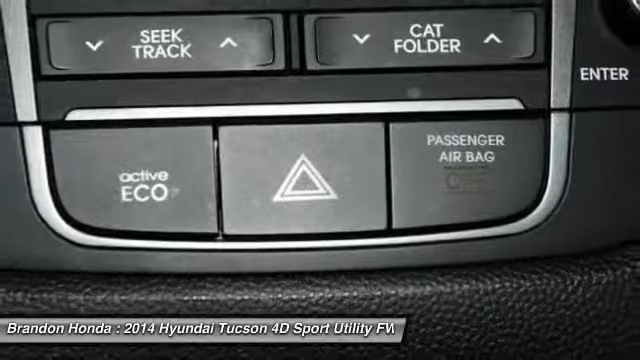 SEEK
TRACK
CAT
FOLDER
ENTER
active
ECO
PASSENGER
AIR BAG
Brandon Honda : 2014 Hyundai Tucson 4D Sport Utility FW